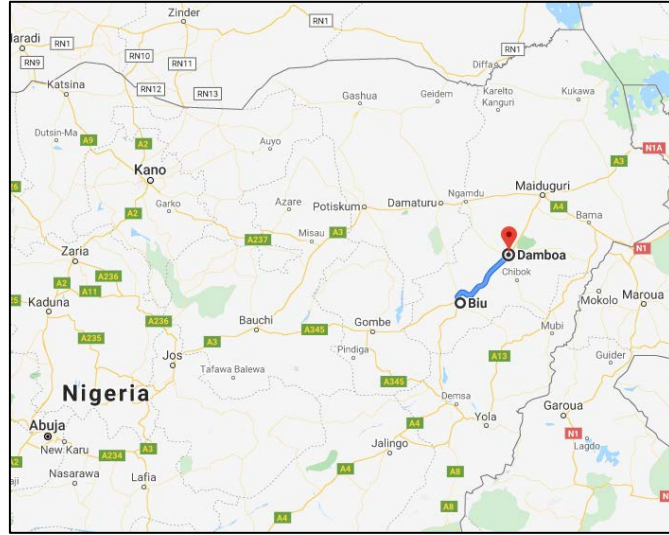 Zinder
RN1
RN1
aradi
RN1
RN10
RN11
Diffa
RN9
Katsina
RN12
RN13
Gashua
Geidem
Karelto
Kanguri
Kukawa
Dutsin-Ma
A9
A2
Auyo
N1A
Kano
A3
Garko
Azare
Potiskum
Damaturu
Ngamdu
Maiduguri
A4
Bama
A2
A237
Misau
A3
Zaria
Damboa
N1
A2
A236
Chibok
Mokolo
Maroua
A11
Biu
Kaduna
A236
Bauchi
A345
Gombe
Mubi
A235
Jos
A3
Pindiga
A13
Guider
Tafawa Balewa
Nigeria
A345
Demsa
Garoua
Abuja
A4
Yola
N1
New Karu
A234
A3
Jalingo
Lagdo
A2
Nasarawa
Lafia
A4
A8
A4
A8